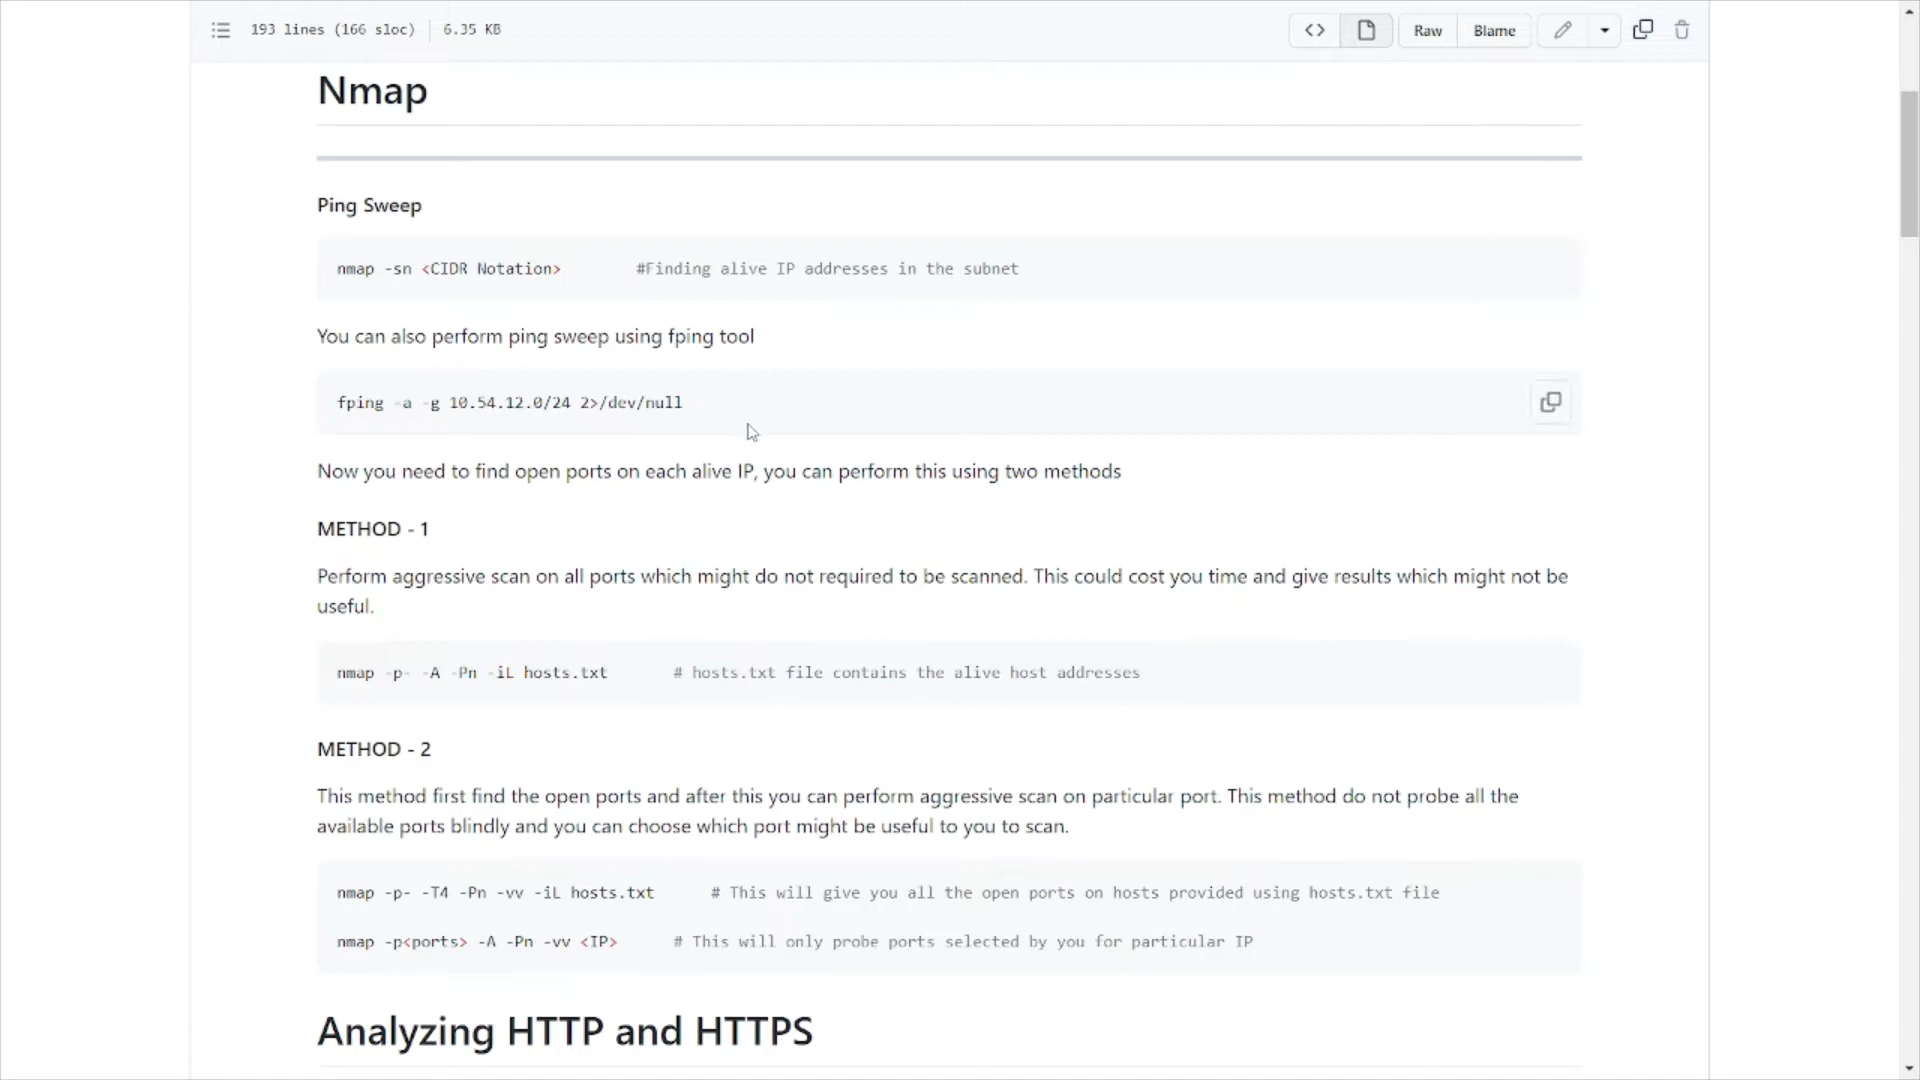 193 lines (166 sloc) 6.35 KB
Raw
Blame
Nmap
Ping Sweep
nmap -sn <CIDR Notation> #Finding alive IP addresses in the subnet
You can also perform ping sweep using fping tool
fping -a -g 10.54.12.0/24 2>/dev/null
Now you need to find open ports on each alive IP, you can perform this using two methods
METHOD - 1
Perform aggressive scan on all ports which might do not required to be scanned. This could cost you time and give results which might not be
useful.
nmap -p- -A -Pn -iL hosts.txt # hosts.txt file contains the alive host addresses
METHOD - 2
This method first find the open ports and after this you can perform aggressive scan on particular port. This method do not probe all the
available ports blindly and you can choose which port might be useful to you to scan.
nmap -p- -T4 -Pn -vv -iL hosts.txt # This will give you all the open ports on hosts provided using hosts.txt file
nmap -p<ports> -A -Pn -vv <IP> # This will only probe ports selected by you for particular IP
Analyzing HTTP and HTTPS